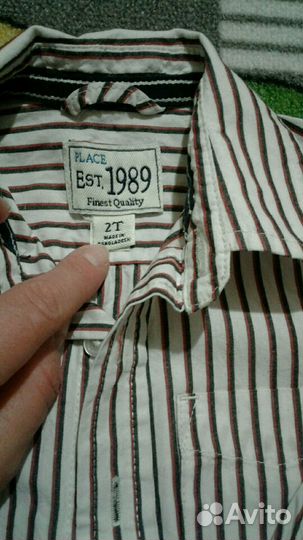 PLACE
EST. 1989
Finest Quality
2T
MADE IN
BANGLADESH
Avito